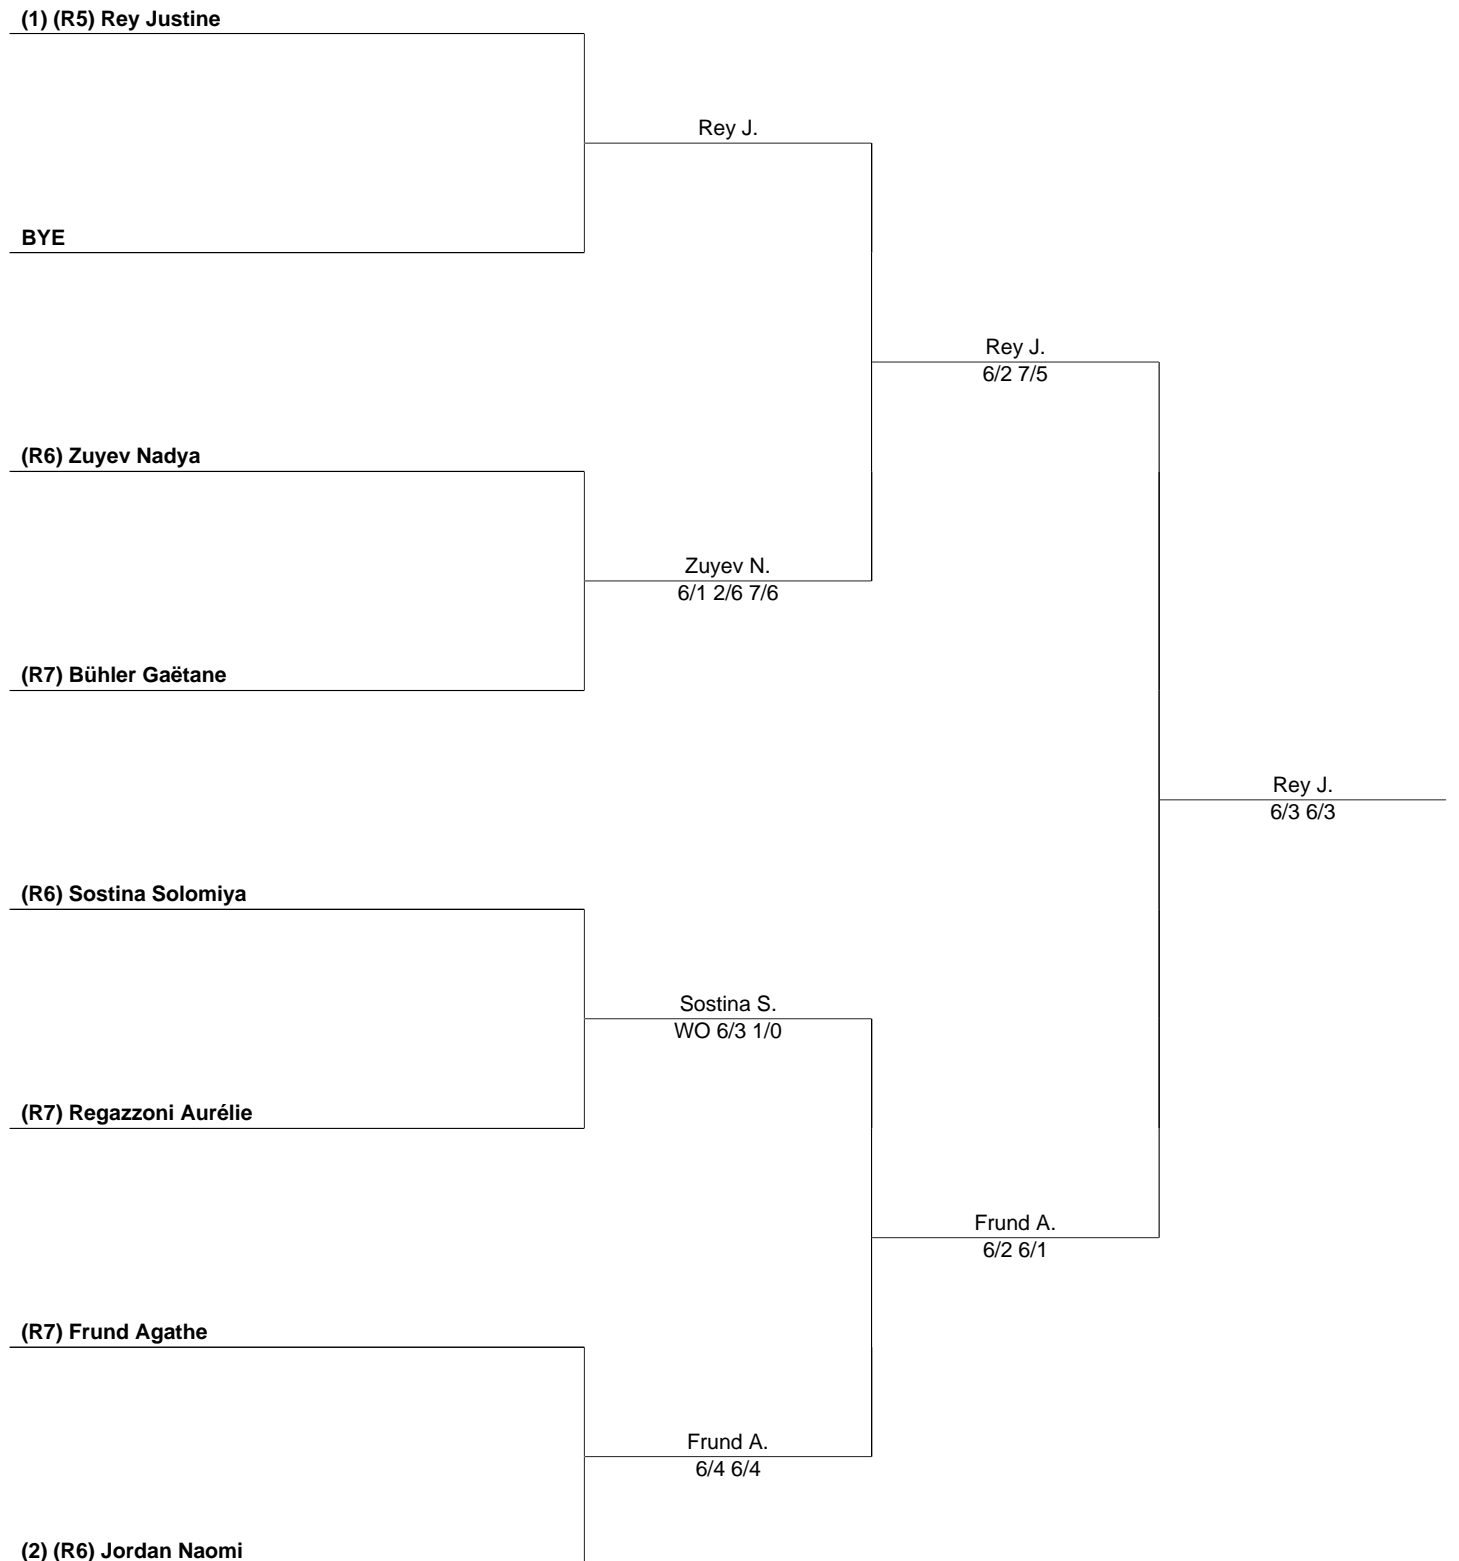 (1) (R5) Rey Justine
Rey J.
BYE
Rey J.
6/2 7/5
(R6) Zuyev Nadya
Zuyev N.
6/1 2/6 7/6
(R7) Bühler Gaëtane
Rey J.
6/3 6/3
(R6) Sostina Solomiya
Sostina S.
WO 6/3 1/0
(R7) Regazzoni Aurélie
Frund A.
6/2 6/1
(R7) Frund Agathe
Frund A.
6/4 6/4
(2) (R6) Jordan Naomi